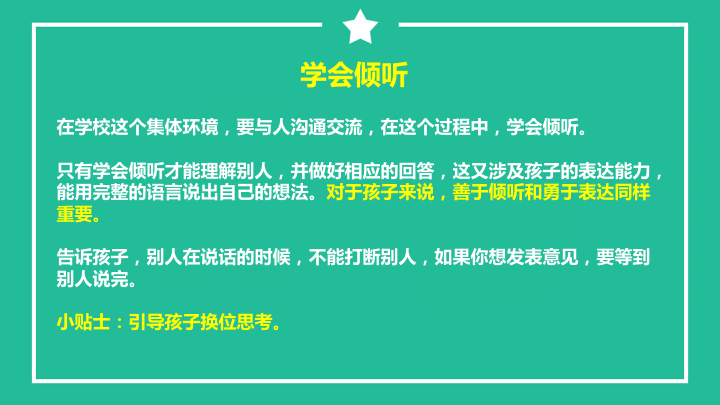 学会倾听
在学校这个集体环境，要与人沟通交流，在这个过程中，学会倾听。
只有学会倾听才能理解别人，并做好相应的回答，这又涉及孩子的表达能力，
能用完整的语言说出自己的想法。对于孩子来说，善于倾听和勇于表达同样
重要。
告诉孩子，别人在说话的时候，不能打断别人，如果你想发表意见，要等到
别人说完。
小贴士：引导孩子换位思考。